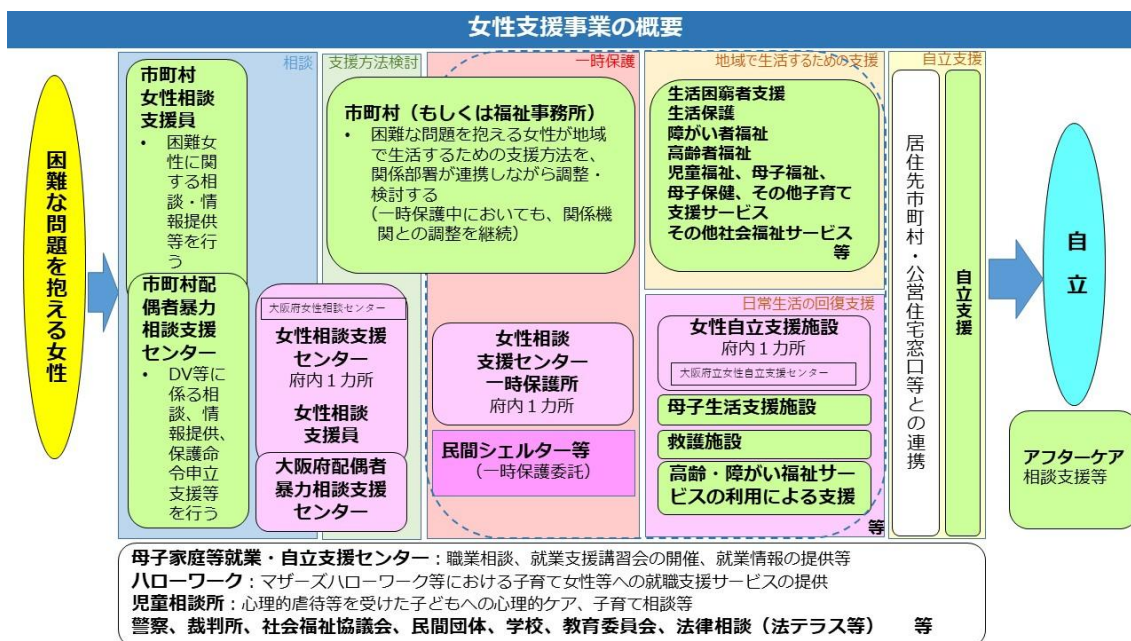 女性支援事業の概要
困難な問題を抱える女性
相談
市町村
女性相談
支援員
• 困難女
性に関
する相
談・情
報提供
等を行
う
市町村配
偶者暴力
相談支援
センター
• DV等に
係る相
談、情
報提供、
保護命
令申立
支援等
を行う
大阪府女性相談センター
女性相談支援
センター
府内１カ所
女性相談
支援員
大阪府配偶者
暴力相談支援
センター
支援方法検討
市町村（もしくは福祉事務所）
• 困難な問題を抱える女性が地域
で生活するための支援方法を、
関係部署が連携しながら調整・
検討する
(一時保護中においても、関係機
関との調整を継続）
一時保護
女性相談
支援センター
一時保護所
府内１カ所
民間シェルター等
（一時保護委託）
地域で生活するための支援
生活困窮者支援
生活保護
障がい者福祉
高齢者福祉
児童福祉、母子福祉、
母子保健、その他子育て
支援サービス
その他社会福祉サービス
等
日常生活の回復支援
女性自立支援施設
府内１カ所
大阪府立女性自立支援センター
母子生活支援施設
救護施設
高齢・障がい福祉サー
ビスの利用による支援
等
自立支援
居住先市町村・公営住宅窓口等との連携
自立支援
自立
アフターケア
相談支援等
母子家庭等就業・自立支援センター：職業相談、就業支援講習会の開催、就業情報の提供等
ハローワーク：マザーズハローワーク等における子育て女性等への就職支援サービスの提供
児童相談所：心理的虐待等を受けた子どもへの心理的ケア、子育て相談等
警察、裁判所、社会福祉協議会、民間団体、学校、教育委員会、法律相談（法テラス等） 等